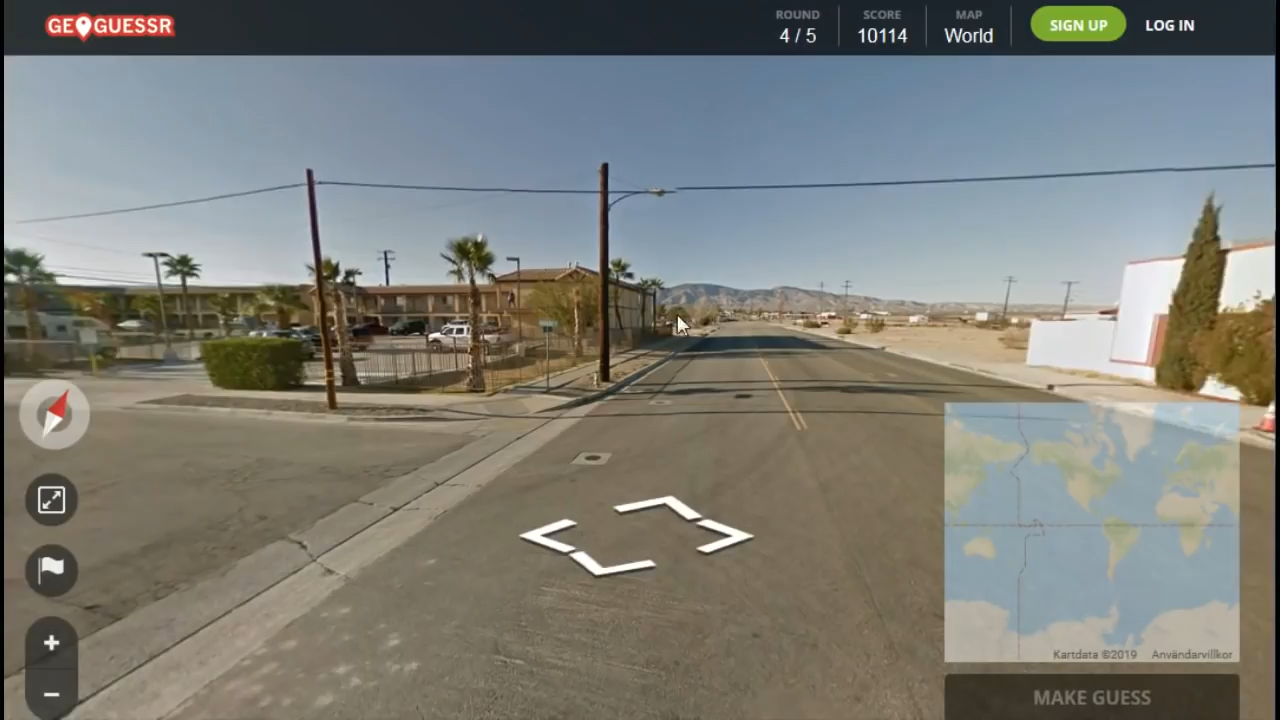 GEOGUESSR
ROUND
4 / 5
SCORE
10114
MAP
World
SIGN UP
LOG IN
Kartdata ©2019 Användarvillkor
MAKE GUESS